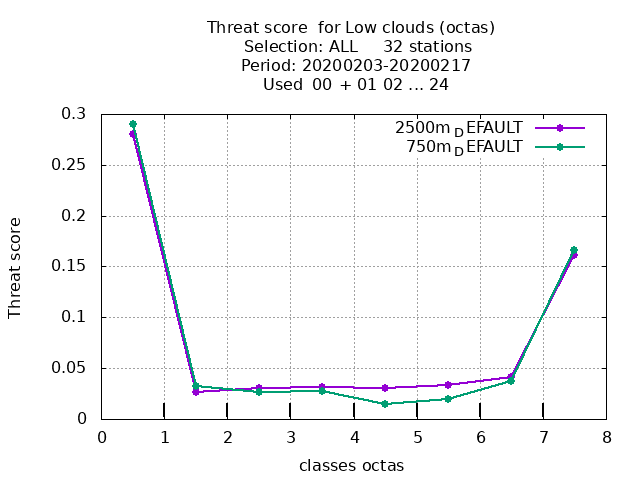 Threat score  for Low clouds (octas)
Selection: ALL     32 stations
Period: 20200203-20200217
Used  00 + 01 02 ... 24
0.3
2500m_DEFAULT
750m_DEFAULT
0.25
0.2
0.15
0.1
0.05
0
Threat score
0 1 2 3 4 5 6 7 8
classes octas